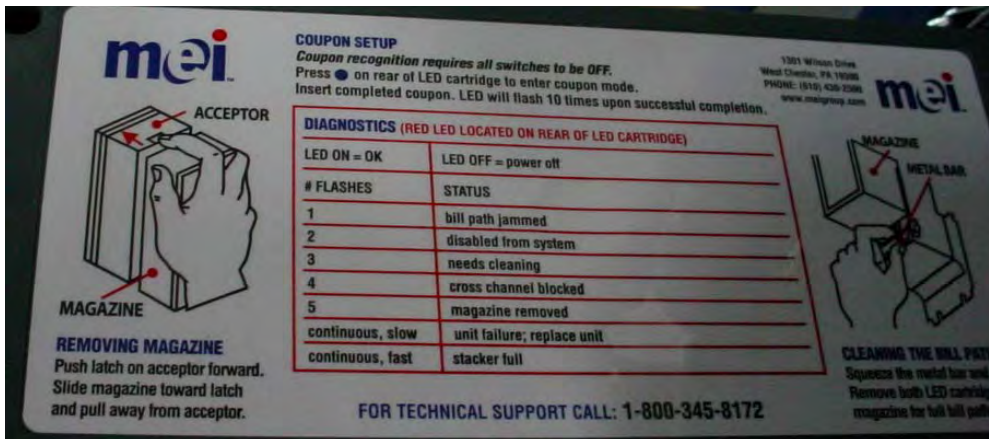 mei™
ACCEPTOR
MAGAZINE
REMOVING MAGAZINE
Push latch on acceptor forward.
Slide magazine toward latch
and pull away from acceptor.
COUPON SETUP
Coupon recognition requires all switches to be OFF.
Press ● on rear of LED cartridge to enter coupon mode.
Insert completed coupon. LED will flash 10 times upon successful completion.
DIAGNOSTICS (RED LED LOCATED ON REAR OF LED CARTRIDGE)
LED ON = OK LED OFF = power off
# FLASHES STATUS
1 bill path jammed
2 disabled from system
3 needs cleaning
4 cross channel blocked
5 magazine removed
continuous, slow unit failure; replace unit
continuous, fast stacker full
FOR TECHNICAL SUPPORT CALL: 1-800-345-8172
1301 Wilson Drive
West Chester, PA
PHONE: (610) 430-2500
www.meigroup.com
mei™
MAGAZINE
METAL BAR
CLEANING THE BILL PAT
Squeeze the metal bar and
Remove both LED cartridg
magazine for full bill path